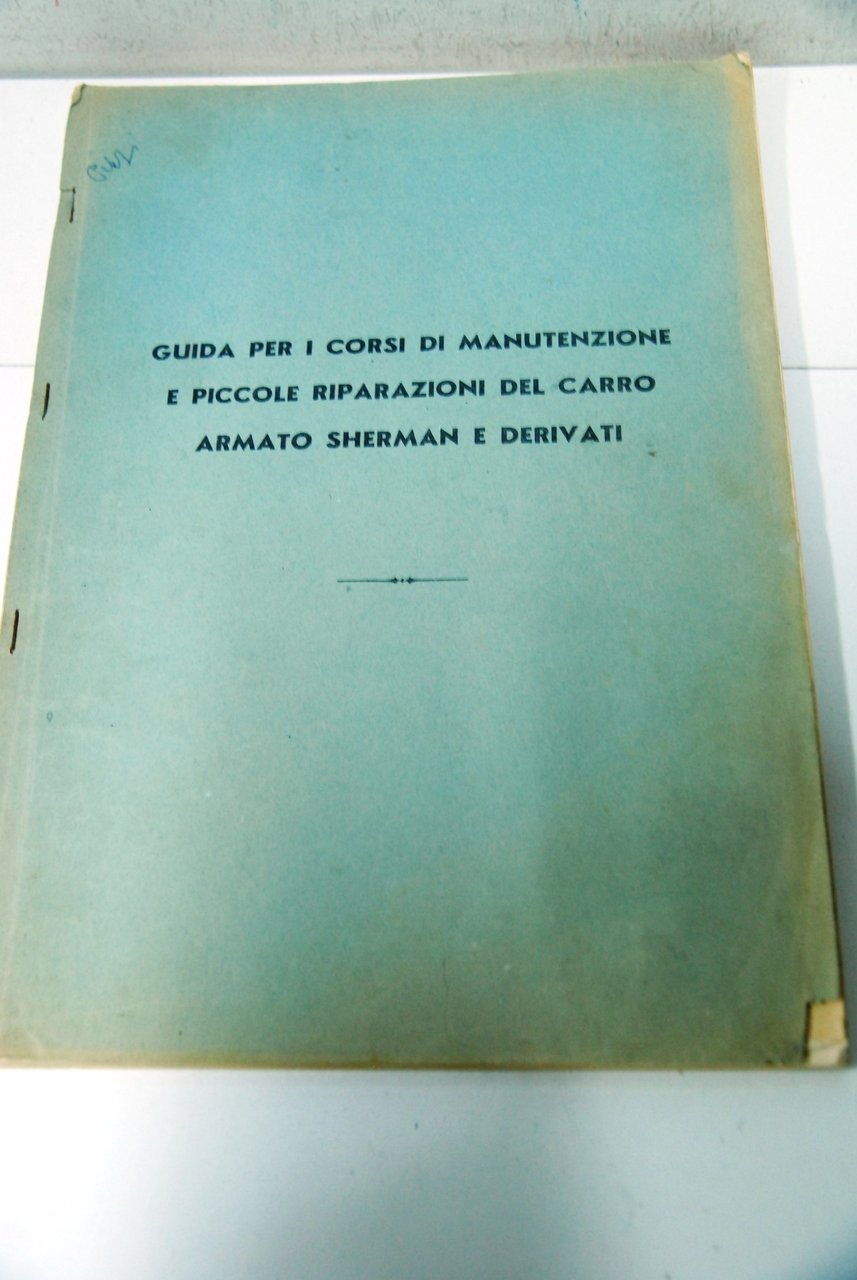 GUIDA PER I CORSI DI MANUTENZIONE
E PICCOLE RIPARAZIONI DEL CARRO
ARMATO SHERMAN E DERIVATI